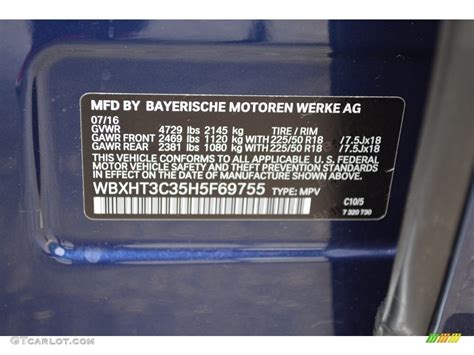 MFD BY BAYERISCHE MOTOREN WERKE AG
07/16
GVWR 4729 lbs 2145 kg TIRE / RIM
GAWR FRONT 2469 lbs 1120 kg WITH 225/50 R18 /7.5Jx18
GAWR REAR 2381 lbs 1080 kg WITH 225/50 R18 /7.5Jx18
THIS VEHICLE CONFORMS TO ALL APPLICABLE FEDERAL
MOTOR VEHICLE SAFETY, BUMPER, AND THEFT
PREVENTION STANDARDS IN EFFECT ON THE DATE
OF MANUFACTURE SHOWN ABOVE.
WBXHT3C35H5F69755 TYPE: MPV
C10/5
7 320 730
GTCARLOT.COM